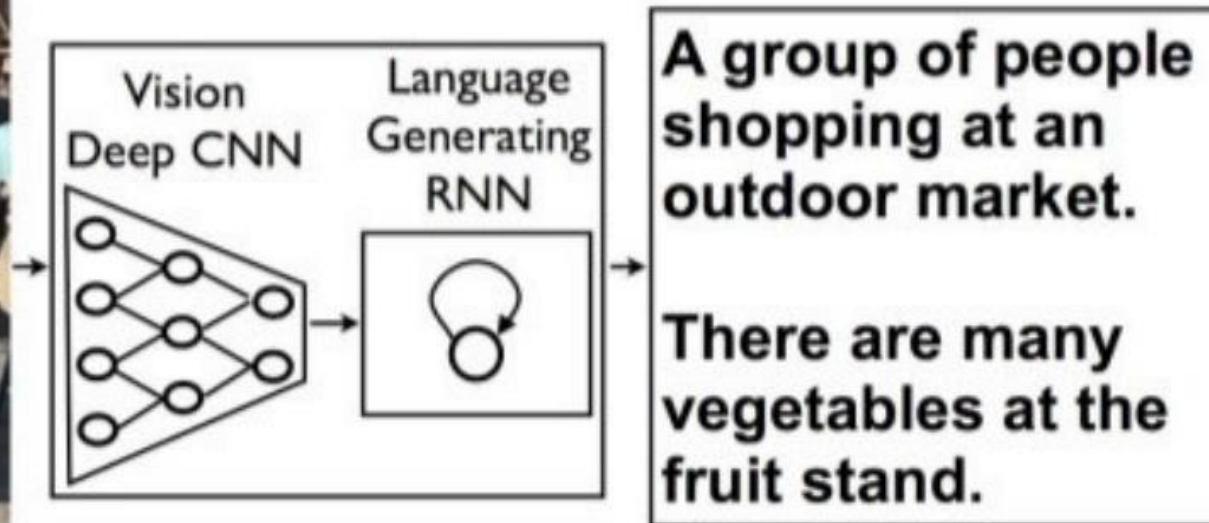 Vision
Deep CNN
Language
Generating
RNN
A group of people
shopping at an
outdoor market.
There are many
vegetables at the
fruit stand.